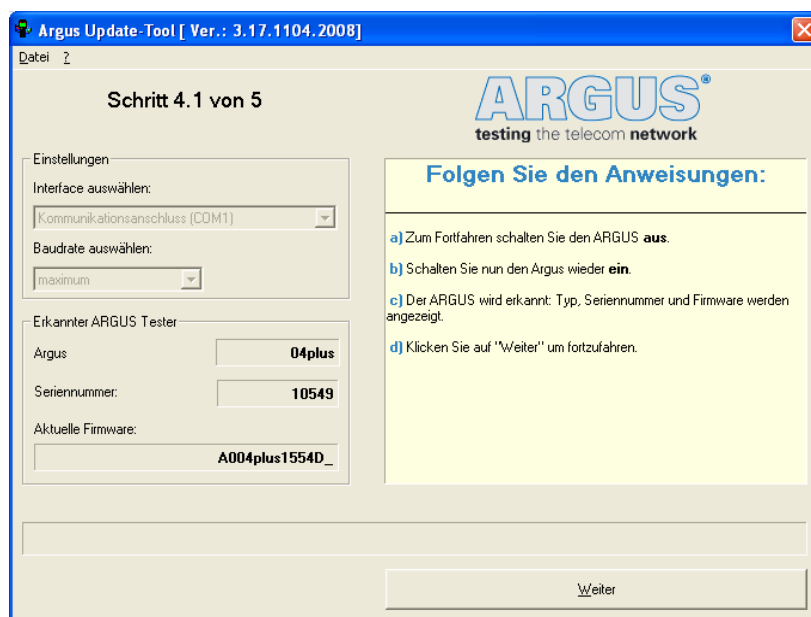 Argus Update-Tool [ Ver.: 3.17.1104.2008]
Datei ?
Schritt 4.1 von 5
ARGUS®
testing the telecom network
Einstellungen
Interface auswählen:
Kommunikationsanschluss (COM1)
Baudrate auswählen:
maximum
Erkannter ARGUS Tester
Argus
04plus
Seriennummer:
10549
Aktuelle Firmware:
A004plus1554D_
Folgen Sie den Anweisungen:
a) Zum Fortfahren schalten Sie den ARGUS aus.
b) Schalten Sie nun den Argus wieder ein.
c) Der ARGUS wird erkannt: Typ, Seriennummer und Firmware werden
angezeigt.
d) Klicken Sie auf "Weiter" um fortzufahren.
Weiter